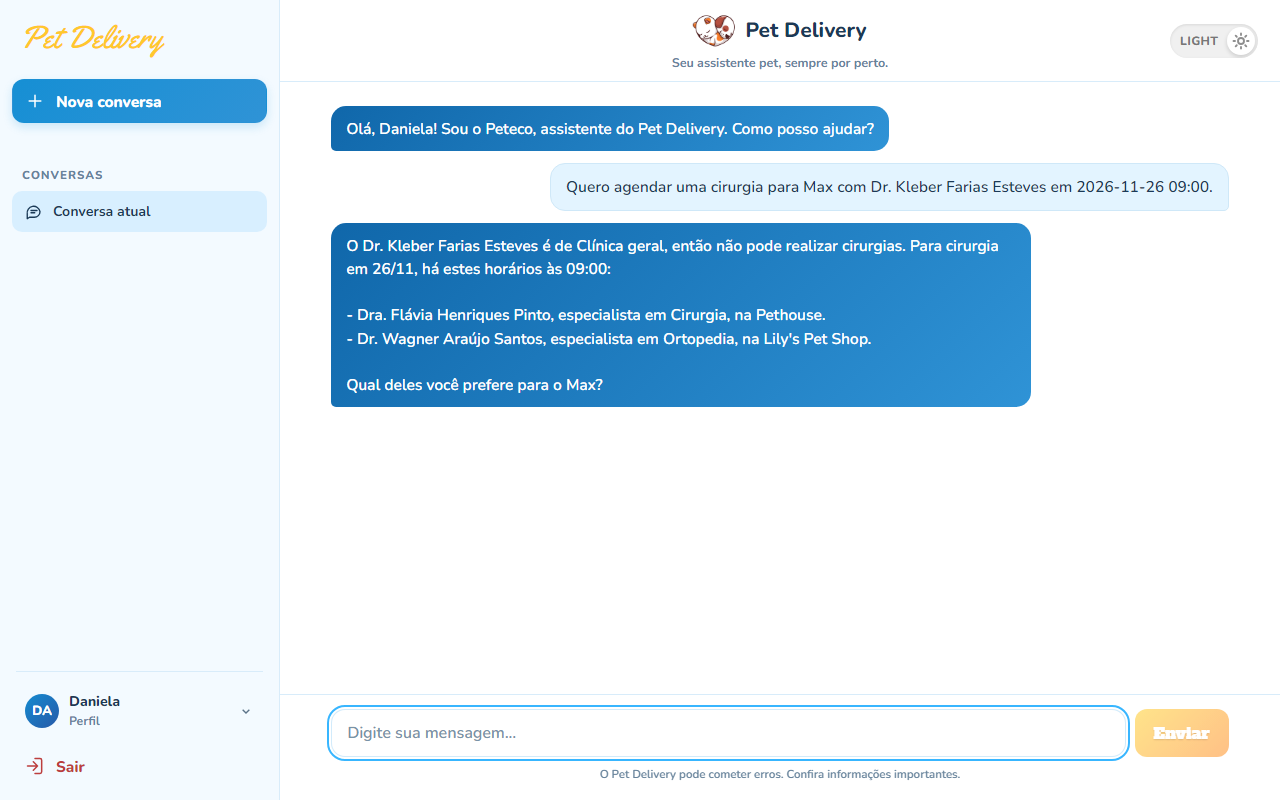 Pet Delivery
Nova conversa
CONVERSAS
Conversa atual
Daniela
DA
Perfil
Sair
Pet Delivery
Seu assistente pet, sempre por perto.
LIGHT
Olá, Daniela! Sou o Peteco, assistente do Pet Delivery. Como posso ajudar?
Quero agendar uma cirurgia para Max com Dr. Kleber Farias Esteves em 2026-11-26 09:00.
O Dr. Kleber Farias Esteves é de Clínica geral, então não pode realizar cirurgias. Para cirurgia
em 26/11, há estes horários às 09:00:
- Dra. Flávia Henriques Pinto, especialista em Cirurgia, na Pethouse.
- Dr. Wagner Araújo Santos, especialista em Ortopedia, na Lily's Pet Shop.
Qual deles você prefere para o Max?
Digite sua mensagem...
Enviar
O Pet Delivery pode cometer erros. Confira informações importantes.